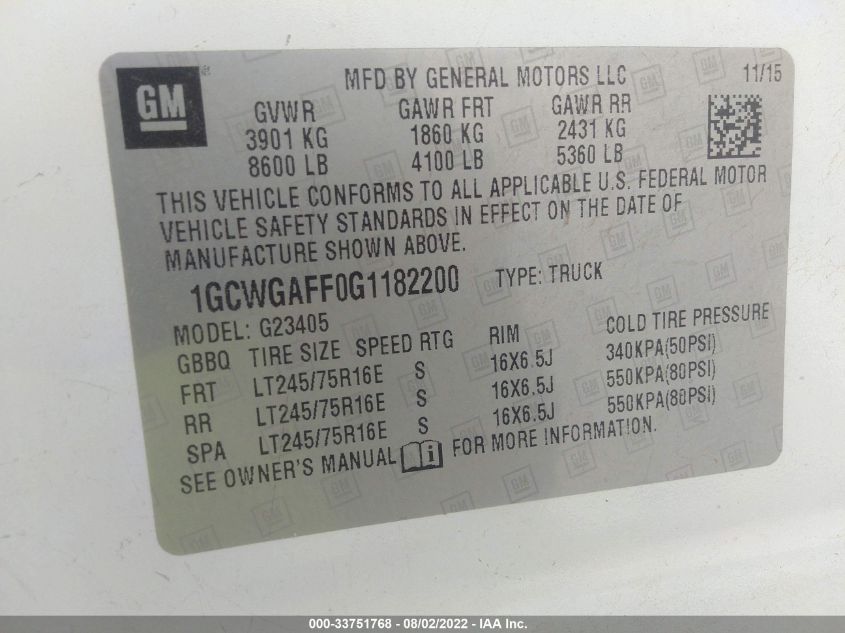 GM ® MFD BY GENERAL MOTORS LLC 11/15
GVWR GAWR FRT GAWR RR
3901 KG 1860 KG 2431 KG
8600 LB 4100 LB 5360 LB
THIS VEHICLE CONFORMS TO ALL APPLICABLE U.S. FEDERAL MOTOR
VEHICLE SAFETY STANDARDS IN EFFECT ON THE DATE OF
MANUFACTURE SHOWN ABOVE.
1GCWGAFF0G1182200 TYPE: TRUCK
MODEL: G23405
GBBQ TIRE SIZE SPEED RTG RIM COLD TIRE PRESSURE
FRT LT245/75R16E S 16X6.5J 340KPA(50PSI)
RR LT245/75R16E S 16X6.5J 550KPA(80PSI)
SPA LT245/75R16E S 16X6.5J 550KPA(80PSI)
SEE OWNER'S MANUAL i FOR MORE INFORMATION.
000-33751768 - 08/02/2022 - IAA Inc.